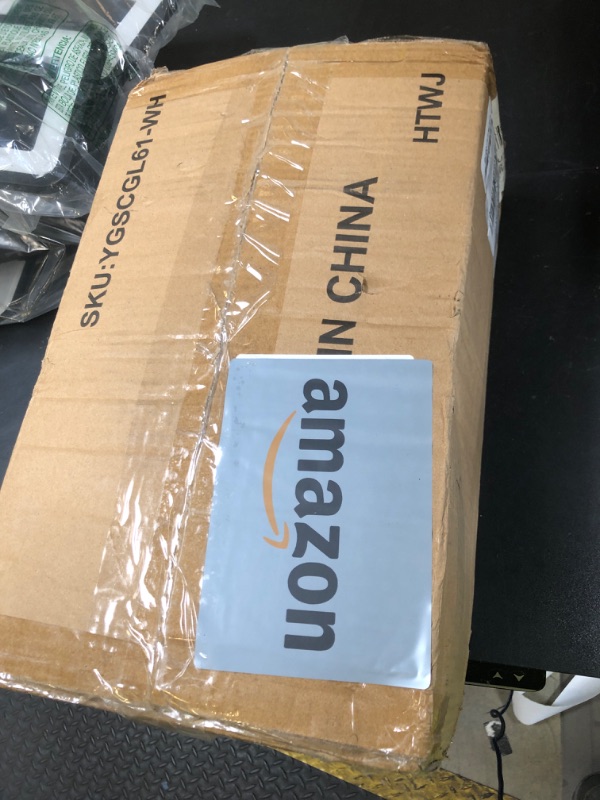 SKU:YGSCGL61-WH
IN CHINA
HTWJ
amazon